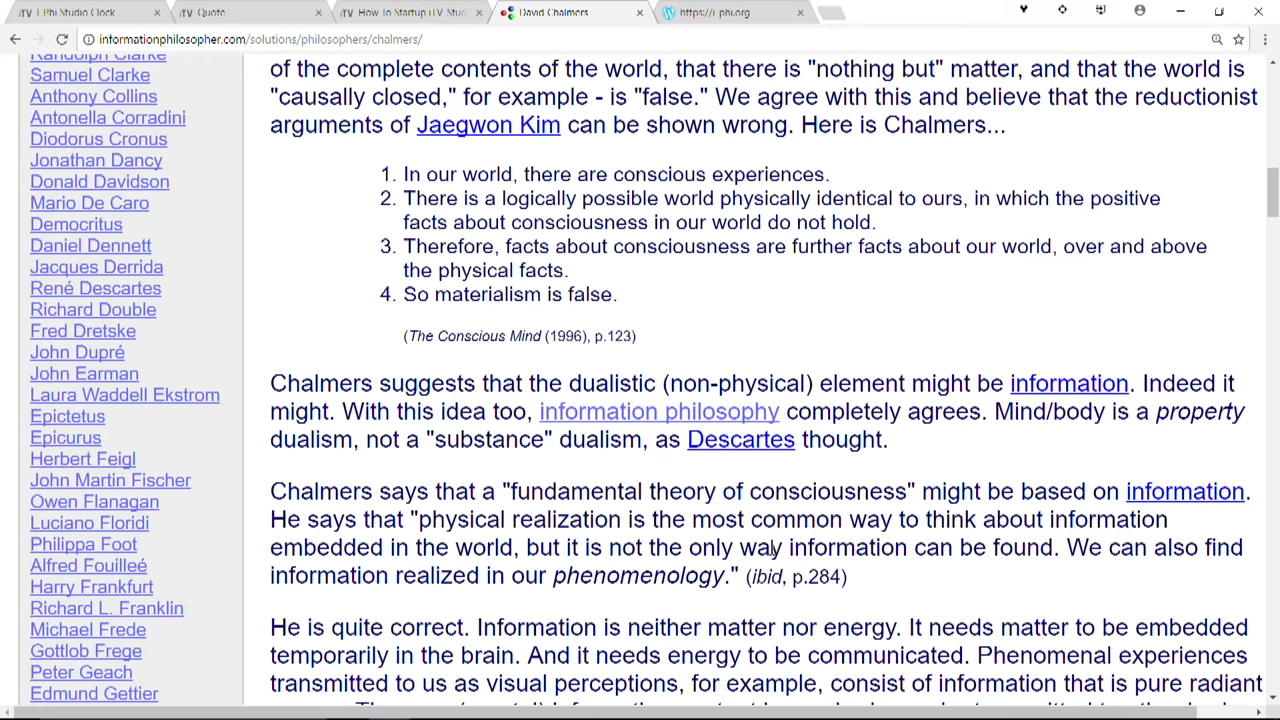 I-Phi Studio Clock
Quote
How To Startup iTV Stud
David Chalmers
https://i-phi.org
informationphilosopher.com/solutions/philosophers/chalmers/
Randolph Clarke
Samuel Clarke
Anthony Collins
Antonella Corradini
Diodorus Cronus
Jonathan Dancy
Donald Davidson
Mario De Caro
Democritus
Daniel Dennett
Jacques Derrida
René Descartes
Richard Double
Fred Dretske
John Dupré
John Earman
Laura Waddell Ekstrom
Epictetus
Epicurus
Herbert Feigl
John Martin Fischer
Owen Flanagan
Luciano Floridi
Philippa Foot
Alfred Fouilleé
Harry Frankfurt
Richard L. Franklin
Michael Frede
Gottlob Frege
Peter Geach
Edmund Gettier
of the complete contents of the world, that there is "nothing but" matter, and that the world is
"causally closed," for example - is "false." We agree with this and believe that the reductionist
arguments of Jaegwon Kim can be shown wrong. Here is Chalmers...
1. In our world, there are conscious experiences.
2. There is a logically possible world physically identical to ours, in which the positive
facts about consciousness in our world do not hold.
3. Therefore, facts about consciousness are further facts about our world, over and above
the physical facts.
4. So materialism is false.
(The Conscious Mind (1996), p.123)
Chalmers suggests that the dualistic (non-physical) element might be information. Indeed it
might. With this idea too, information philosophy completely agrees. Mind/body is a property
dualism, not a "substance" dualism, as Descartes thought.
Chalmers says that a "fundamental theory of consciousness" might be based on information.
He says that "physical realization is the most common way to think about information
embedded in the world, but it is not the only way information can be found. We can also find
information realized in our phenomenology." (ibid, p.284)
He is quite correct. Information is neither matter nor energy. It needs matter to be embedded
temporarily in the brain. And it needs energy to be communicated. Phenomenal experiences
transmitted to us as visual perceptions, for example, consist of information that is pure radiant